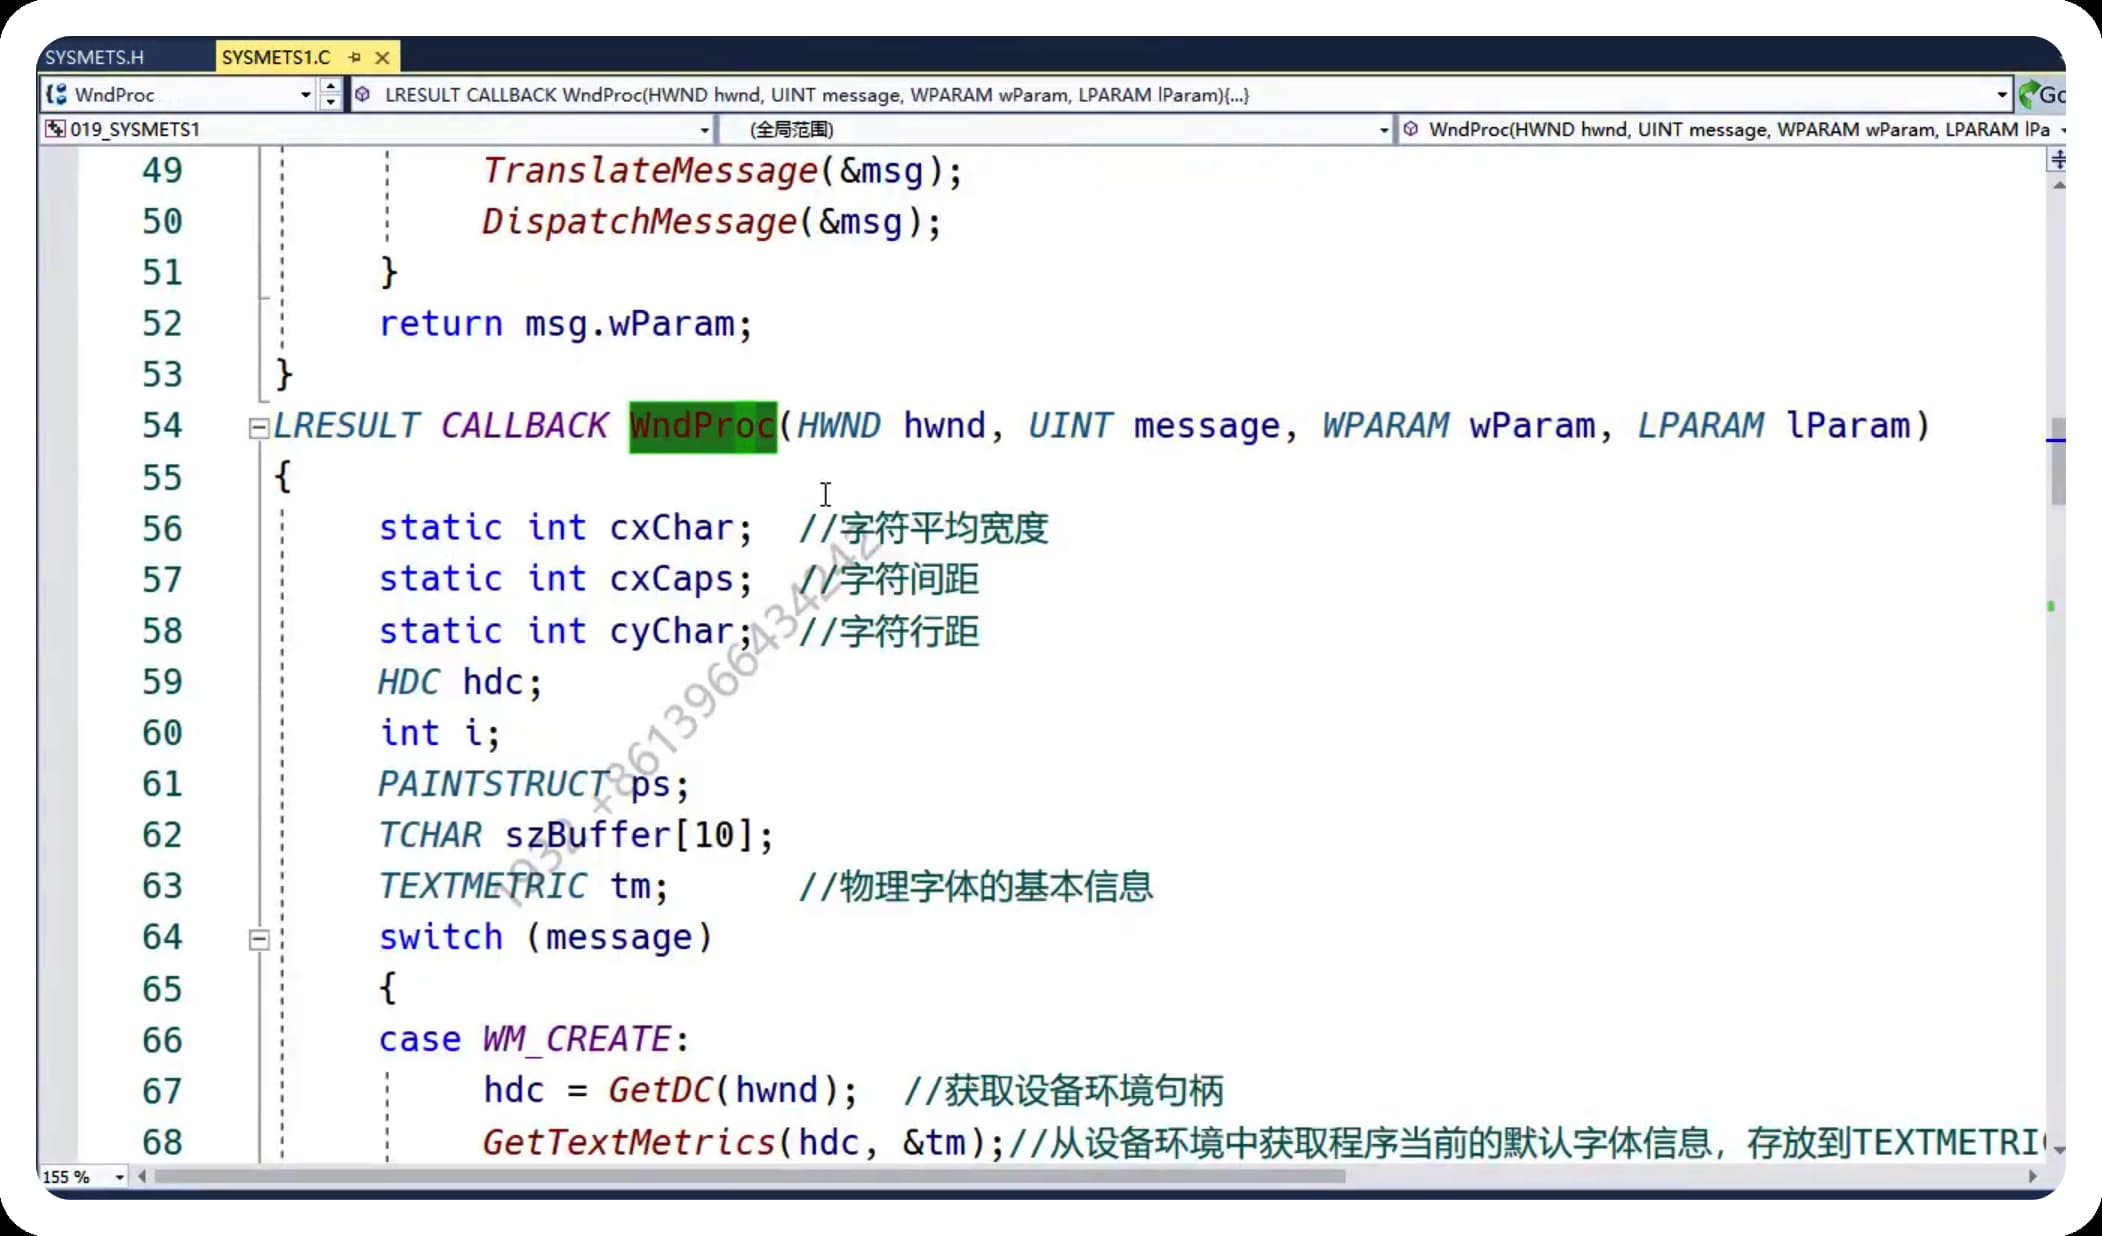 SYSMETS.H SYSMETS1.C
WndProc LRESULT CALLBACK WndProc(HWND hwnd, UINT message, WPARAM wParam, LPARAM lParam){...} Go
019_SYSMETS1 (全局范围) WndProc(HWND hwnd, UINT message, WPARAM wParam, LPARAM lPa
49 TranslateMessage(&msg);
50 DispatchMessage(&msg);
51 }
52 return msg.wParam;
53 }
54 LRESULT CALLBACK WndProc(HWND hwnd, UINT message, WPARAM wParam, LPARAM lParam)
55 {
56 static int cxChar; //字符平均宽度
57 static int cxCaps; //字符间距
58 static int cyChar; //字符行距
59 HDC hdc;
60 int i;
61 PAINTSTRUCT ps;
62 TCHAR szBuffer[10];
63 TEXTMETRIC tm; //物理字体的基本信息
64 switch (message)
65 {
66 case WM_CREATE:
67 hdc = GetDC(hwnd); //获取设备环境句柄
68 GetTextMetrics(hdc, &tm);//从设备环境中获取程序当前的默认字体信息，存放到TEXTMETRI
155 %
1932 +8613966434242